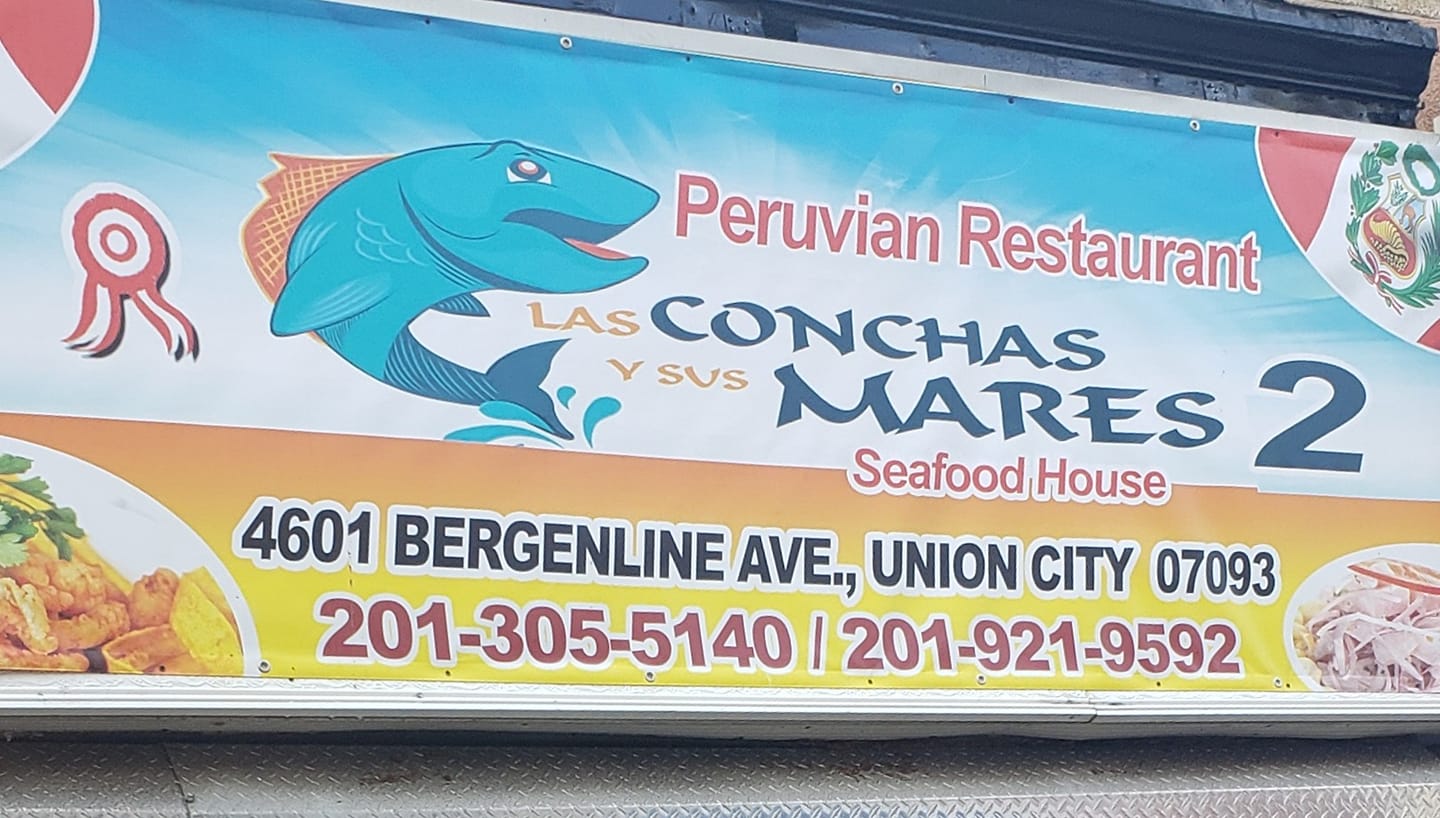 Peruvian Restaurant
LAS CONCHAS
Y SUS MARES 2
Seafood House
4601 BERGENLINE AVE., UNION CITY 07093
201-305-5140 / 201-921-9592